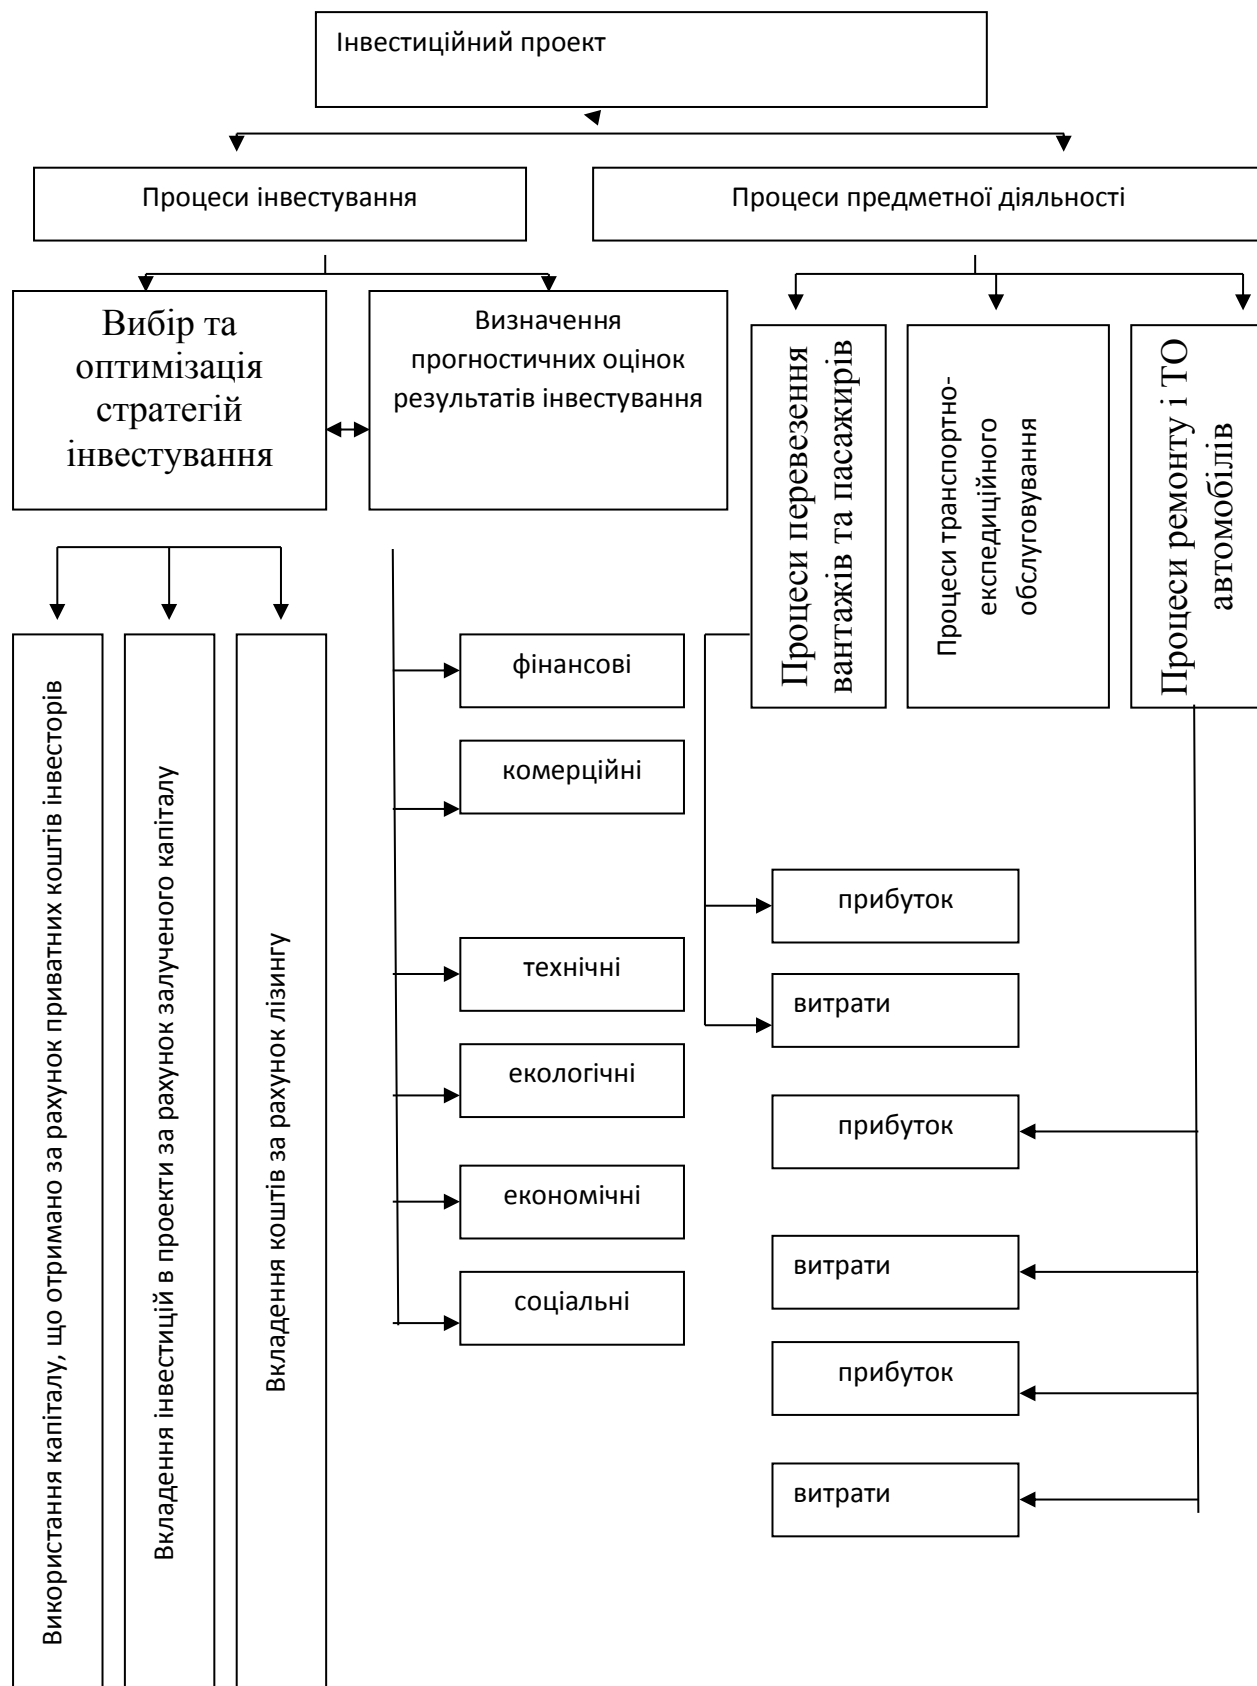 Інвестиційний проект
Процеси інвестування
Процеси предметної діяльності
Вибір та
оптимізація
стратегій
інвестування
Визначення
прогностичних оцінок
результатів інвестування
Процеси перевезення
вантажів та пасажирів
Процеси транспортно-
експедиційного
обслуговування
Процеси ремонту і ТО
автомобілів
Використання капіталу, що отримано за рахунок приватних коштів інвесторів
Вкладення інвестицій в проекти за рахунок залученого капіталу
Вкладення коштів за рахунок лізингу
фінансові
комерційні
технічні
екологічні
економічні
соціальні
прибуток
витрати
прибуток
витрати
прибуток
витрати